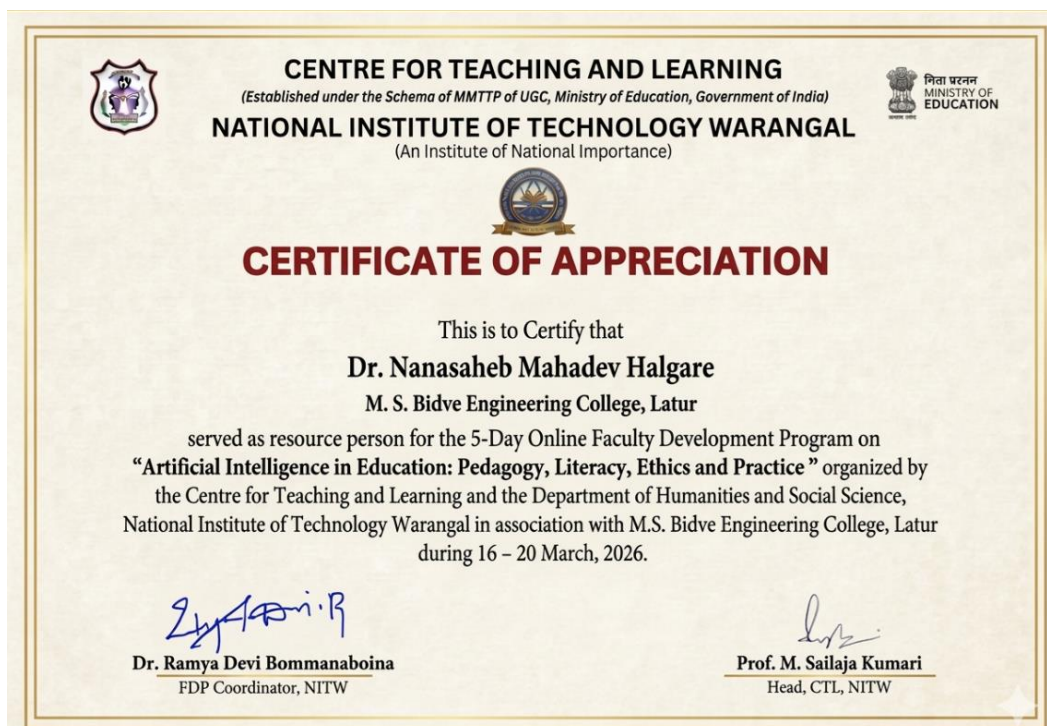 CENTRE FOR TEACHING AND LEARNING
(Established under the Schema of MMTTP of UGC, Ministry of Education, Government of India)
NATIONAL INSTITUTE OF TECHNOLOGY WARANGAL
(An Institute of National Importance)
मिता परनन
MINISTRY OF
EDUCATION
CERTIFICATE OF APPRECIATION
This is to Certify that
Dr. Nanasaheb Mahadev Halgare
M. S. Bidve Engineering College, Latur
served as resource person for the 5-Day Online Faculty Development Program on
“Artificial Intelligence in Education: Pedagogy, Literacy, Ethics and Practice ” organized by
the Centre for Teaching and Learning and the Department of Humanities and Social Science,
National Institute of Technology Warangal in association with M.S. Bidve Engineering College, Latur
during 16 – 20 March, 2026.
Dr. Ramya Devi Bommanaboina
FDP Coordinator, NITW
Prof. M. Sailaja Kumari
Head, CTL, NITW